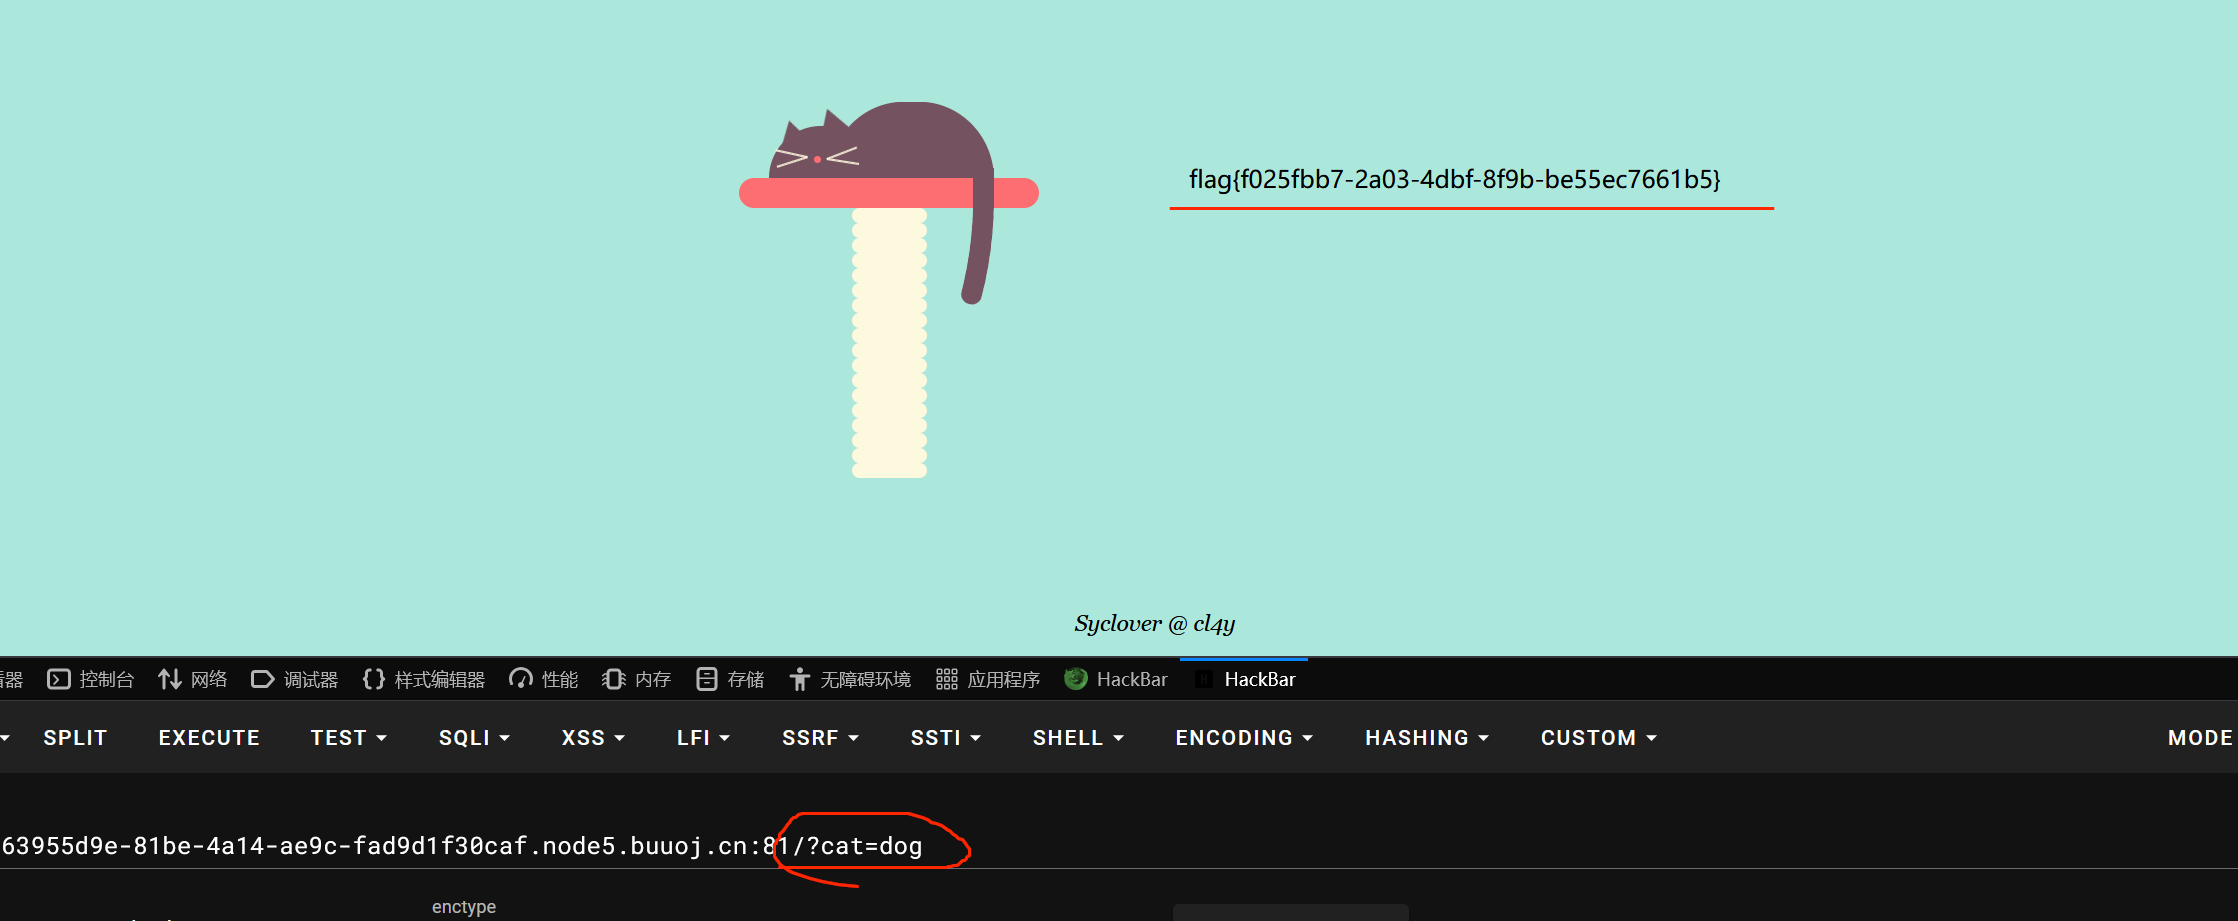 flag{f025fbb7-2a03-4dbf-8f9b-be55ec7661b5}
Syclover @ cl4y
器 控制台 网络 调试器 样式编辑器 性能 内存 存储 无障碍环境 应用程序 HackBar HackBar
SPLIT EXECUTE TEST SQLI XSS LFI SSRF SSTI SHELL ENCODING HASHING CUSTOM MODE
63955d9e-81be-4a14-ae9c-fad9d1f30caf.node5.buuoj.cn:81/?cat=dog
enctype